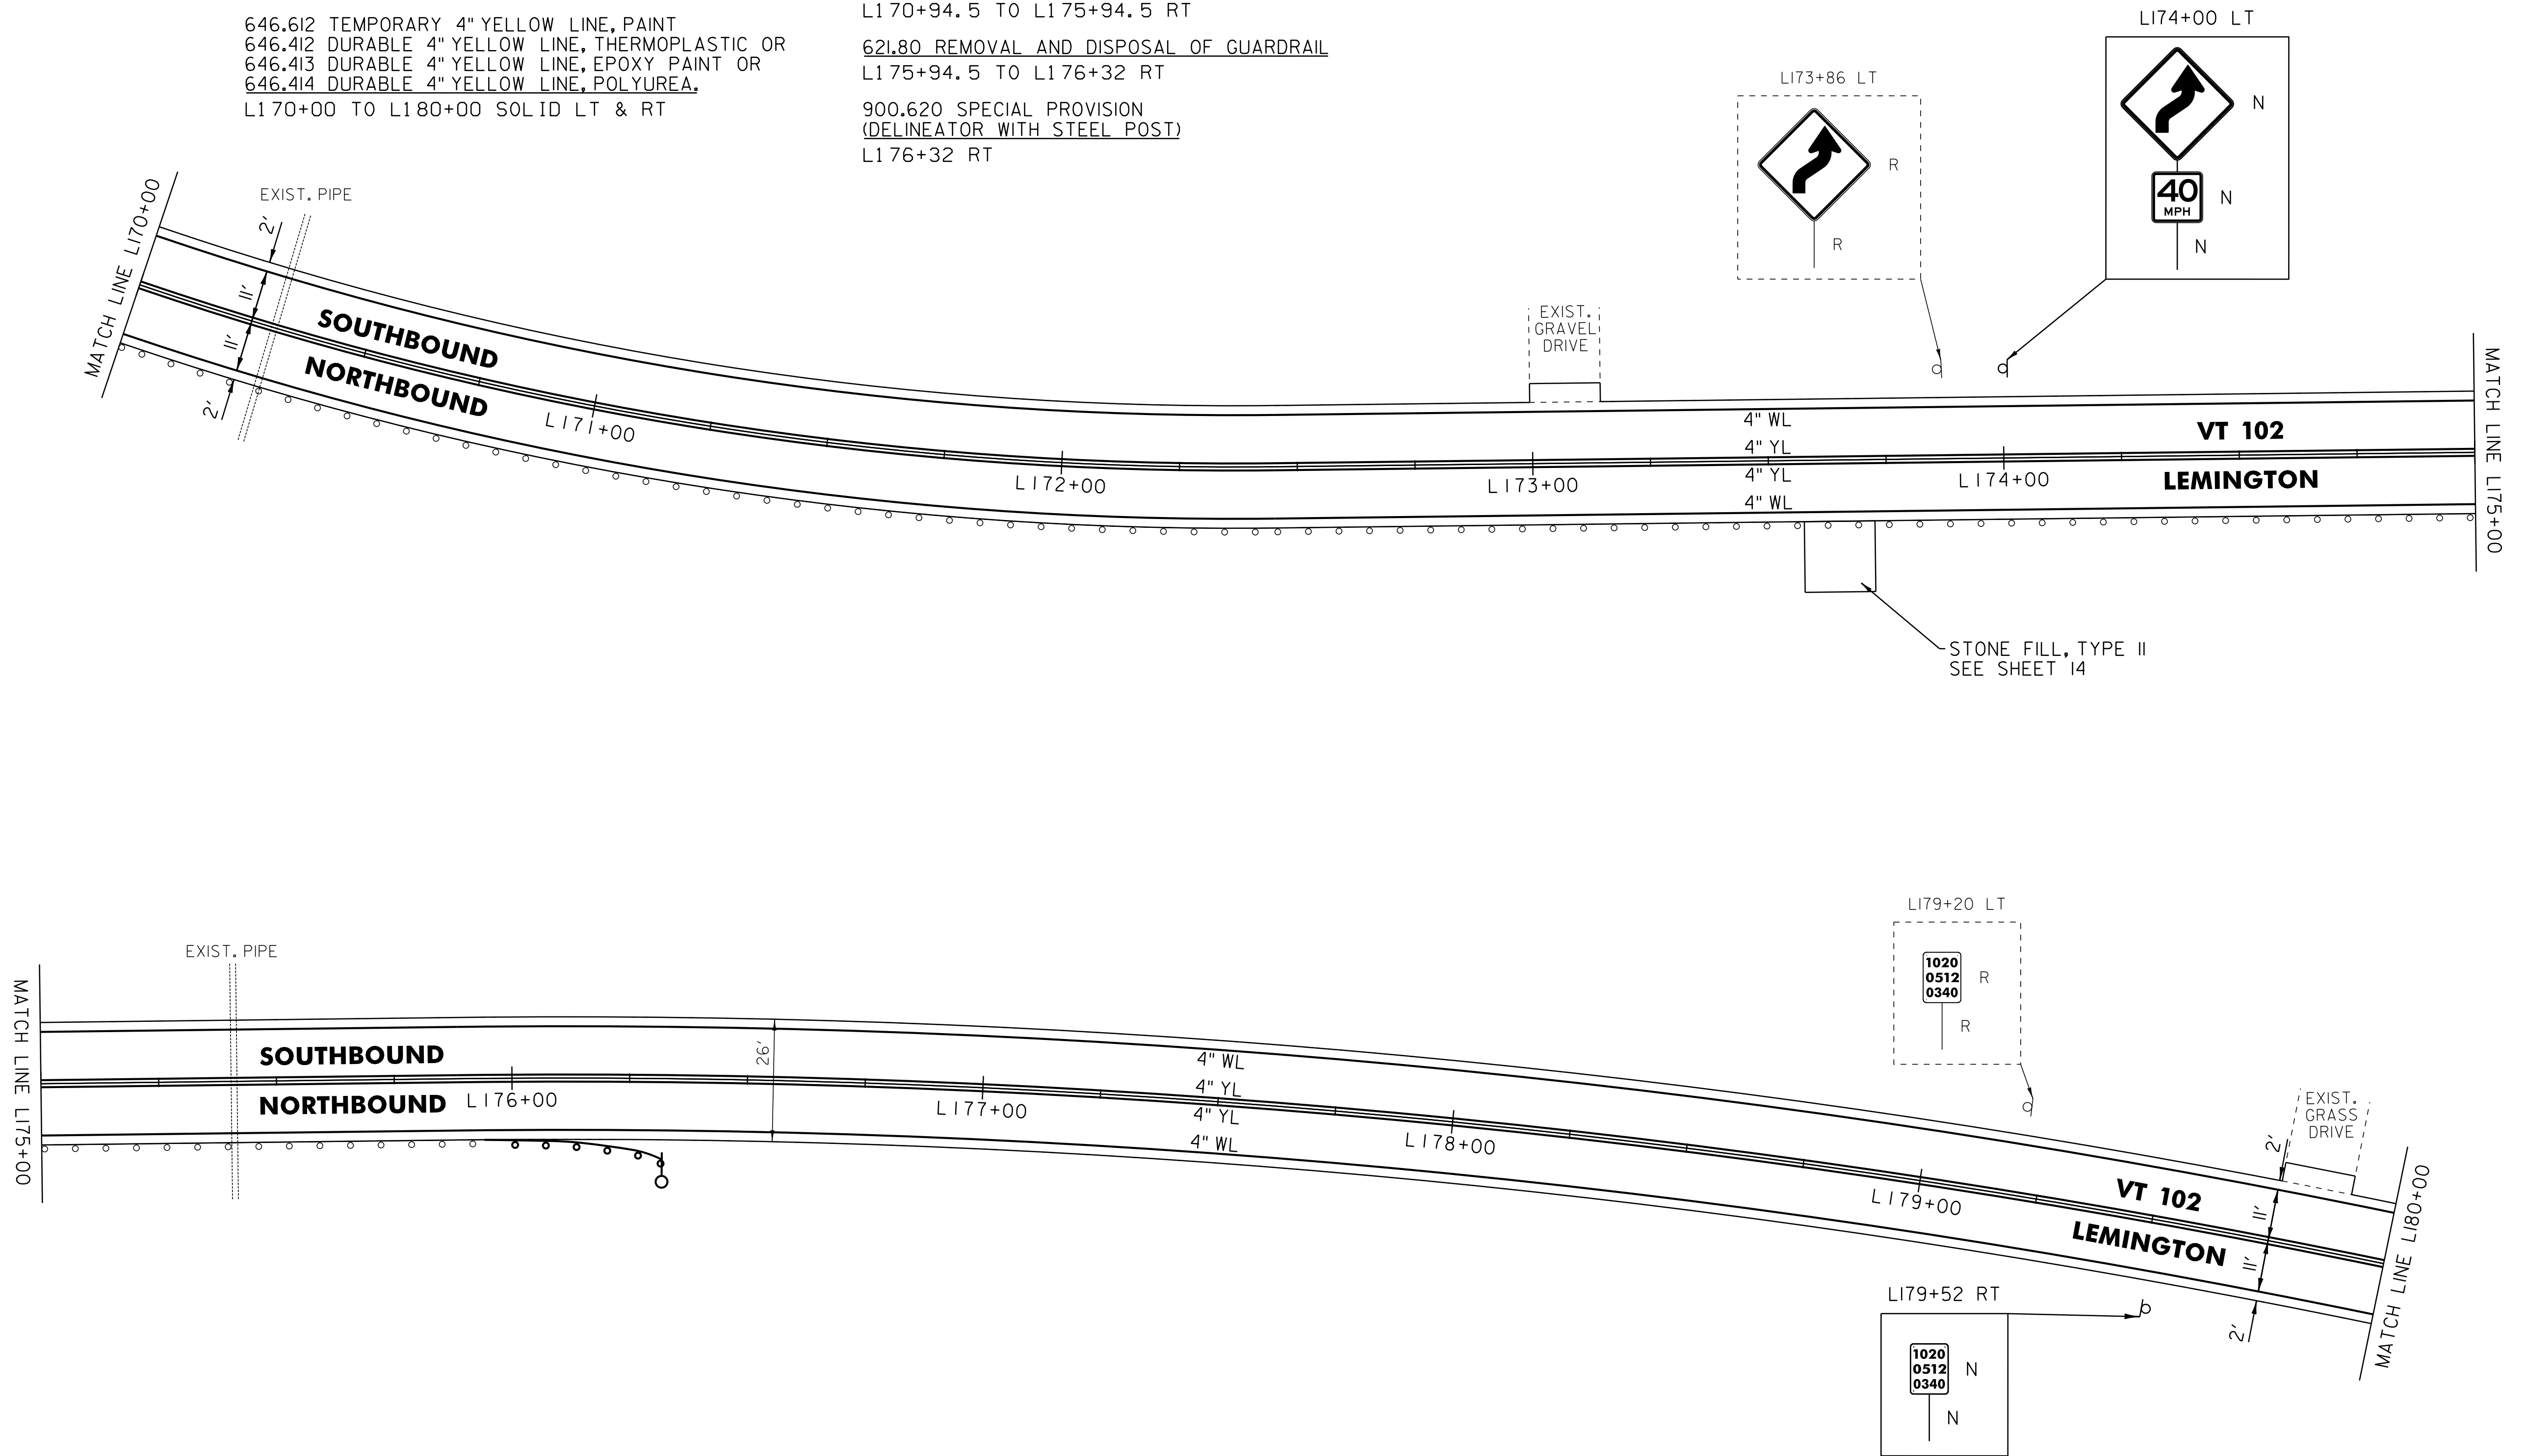 646.612 TEMPORARY 4" YELLOW LINE, PAINT
646.412 DURABLE 4" YELLOW LINE, THERMOPLASTIC OR
646.413 DURABLE 4" YELLOW LINE, EPOXY PAINT OR
646.414 DURABLE 4" YELLOW LINE, POLYUREA.
L170+00 TO L180+00 SOLID LT & RT
L170+94.5 TO L175+94.5 RT
621.80 REMOVAL AND DISPOSAL OF GUARDRAIL
L175+94.5 TO L176+32 RT
900.620 SPECIAL PROVISION
(DELINEATOR WITH STEEL POST)
L176+32 RT
L173+86 LT
R
R
L174+00 LT
N
40
MPH
N
N
MATCH LINE L170+00
EXIST. PIPE
2'
11'
11'
2'
SOUTHBOUND
NORTHBOUND
L171+00
L172+00
EXIST.
GRAVEL
DRIVE
L173+00
4" WL
4" YL
4" YL
4" WL
L174+00
VT 102
LEMINGTON
MATCH LINE L175+00
STONE FILL, TYPE II
SEE SHEET 14
MATCH LINE L175+00
EXIST. PIPE
SOUTHBOUND
NORTHBOUND
L176+00
26'
L177+00
4" WL
4" YL
4" YL
4" WL
L178+00
L179+20 LT
1020
0512
0340
R
R
L179+00
EXIST.
GRASS
DRIVE
2'
11'
11'
2'
VT 102
LEMINGTON
MATCH LINE L180+00
L179+52 RT
1020
0512
0340
N
N